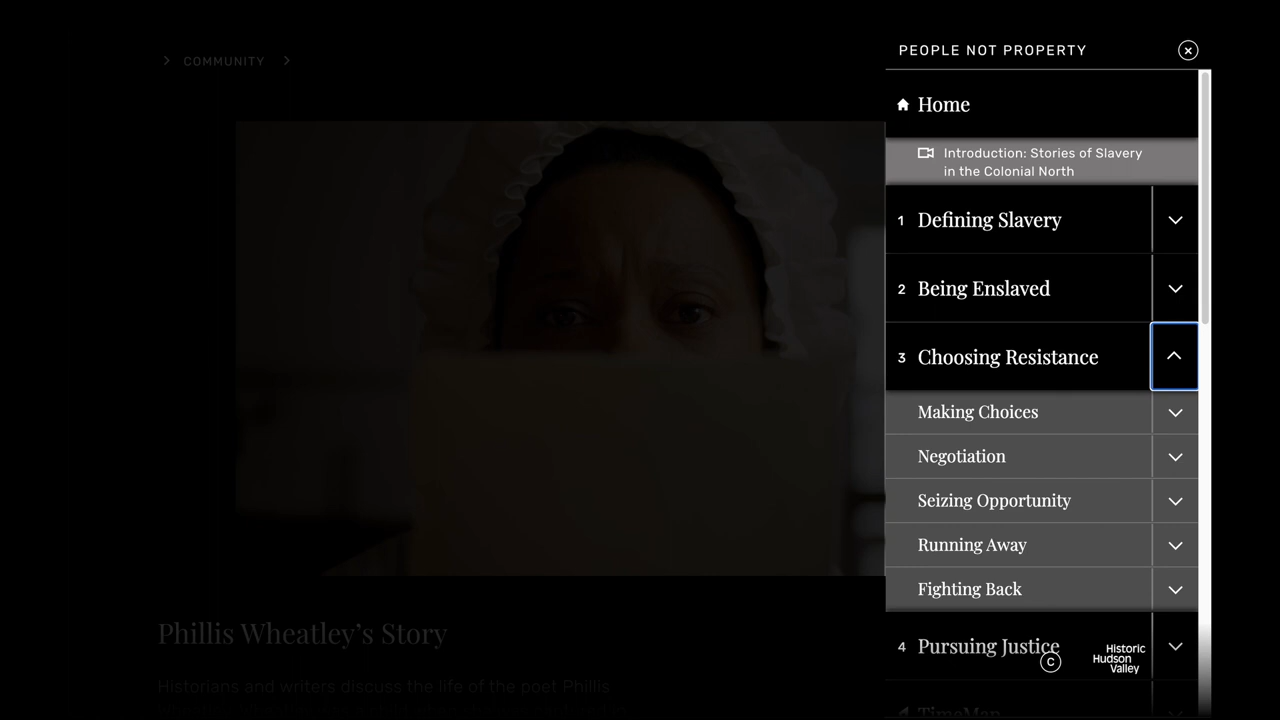 PEOPLE NOT PROPERTY
COMMUNITY
Home
Introduction: Stories of Slavery
in the Colonial North
1 Defining Slavery
2 Being Enslaved
3 Choosing Resistance
Making Choices
Negotiation
Seizing Opportunity
Running Away
Fighting Back
4 Pursuing Justice
C
Historic
Hudson
Valley
TimeMap
Phillis Wheatley’s Story
Historians and writers discuss the life of the poet Phillis